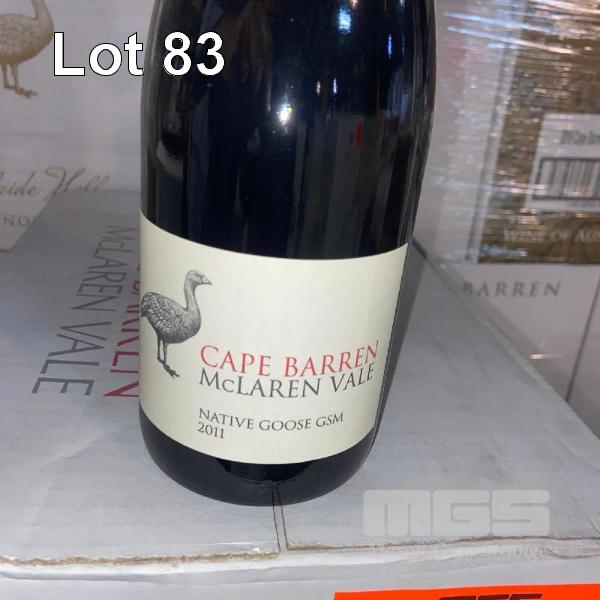 Lot 83
McLAREN VALE
BARREN
CAPE BARREN
McLAREN VALE
NATIVE GOOSE GSM
2011
MGS